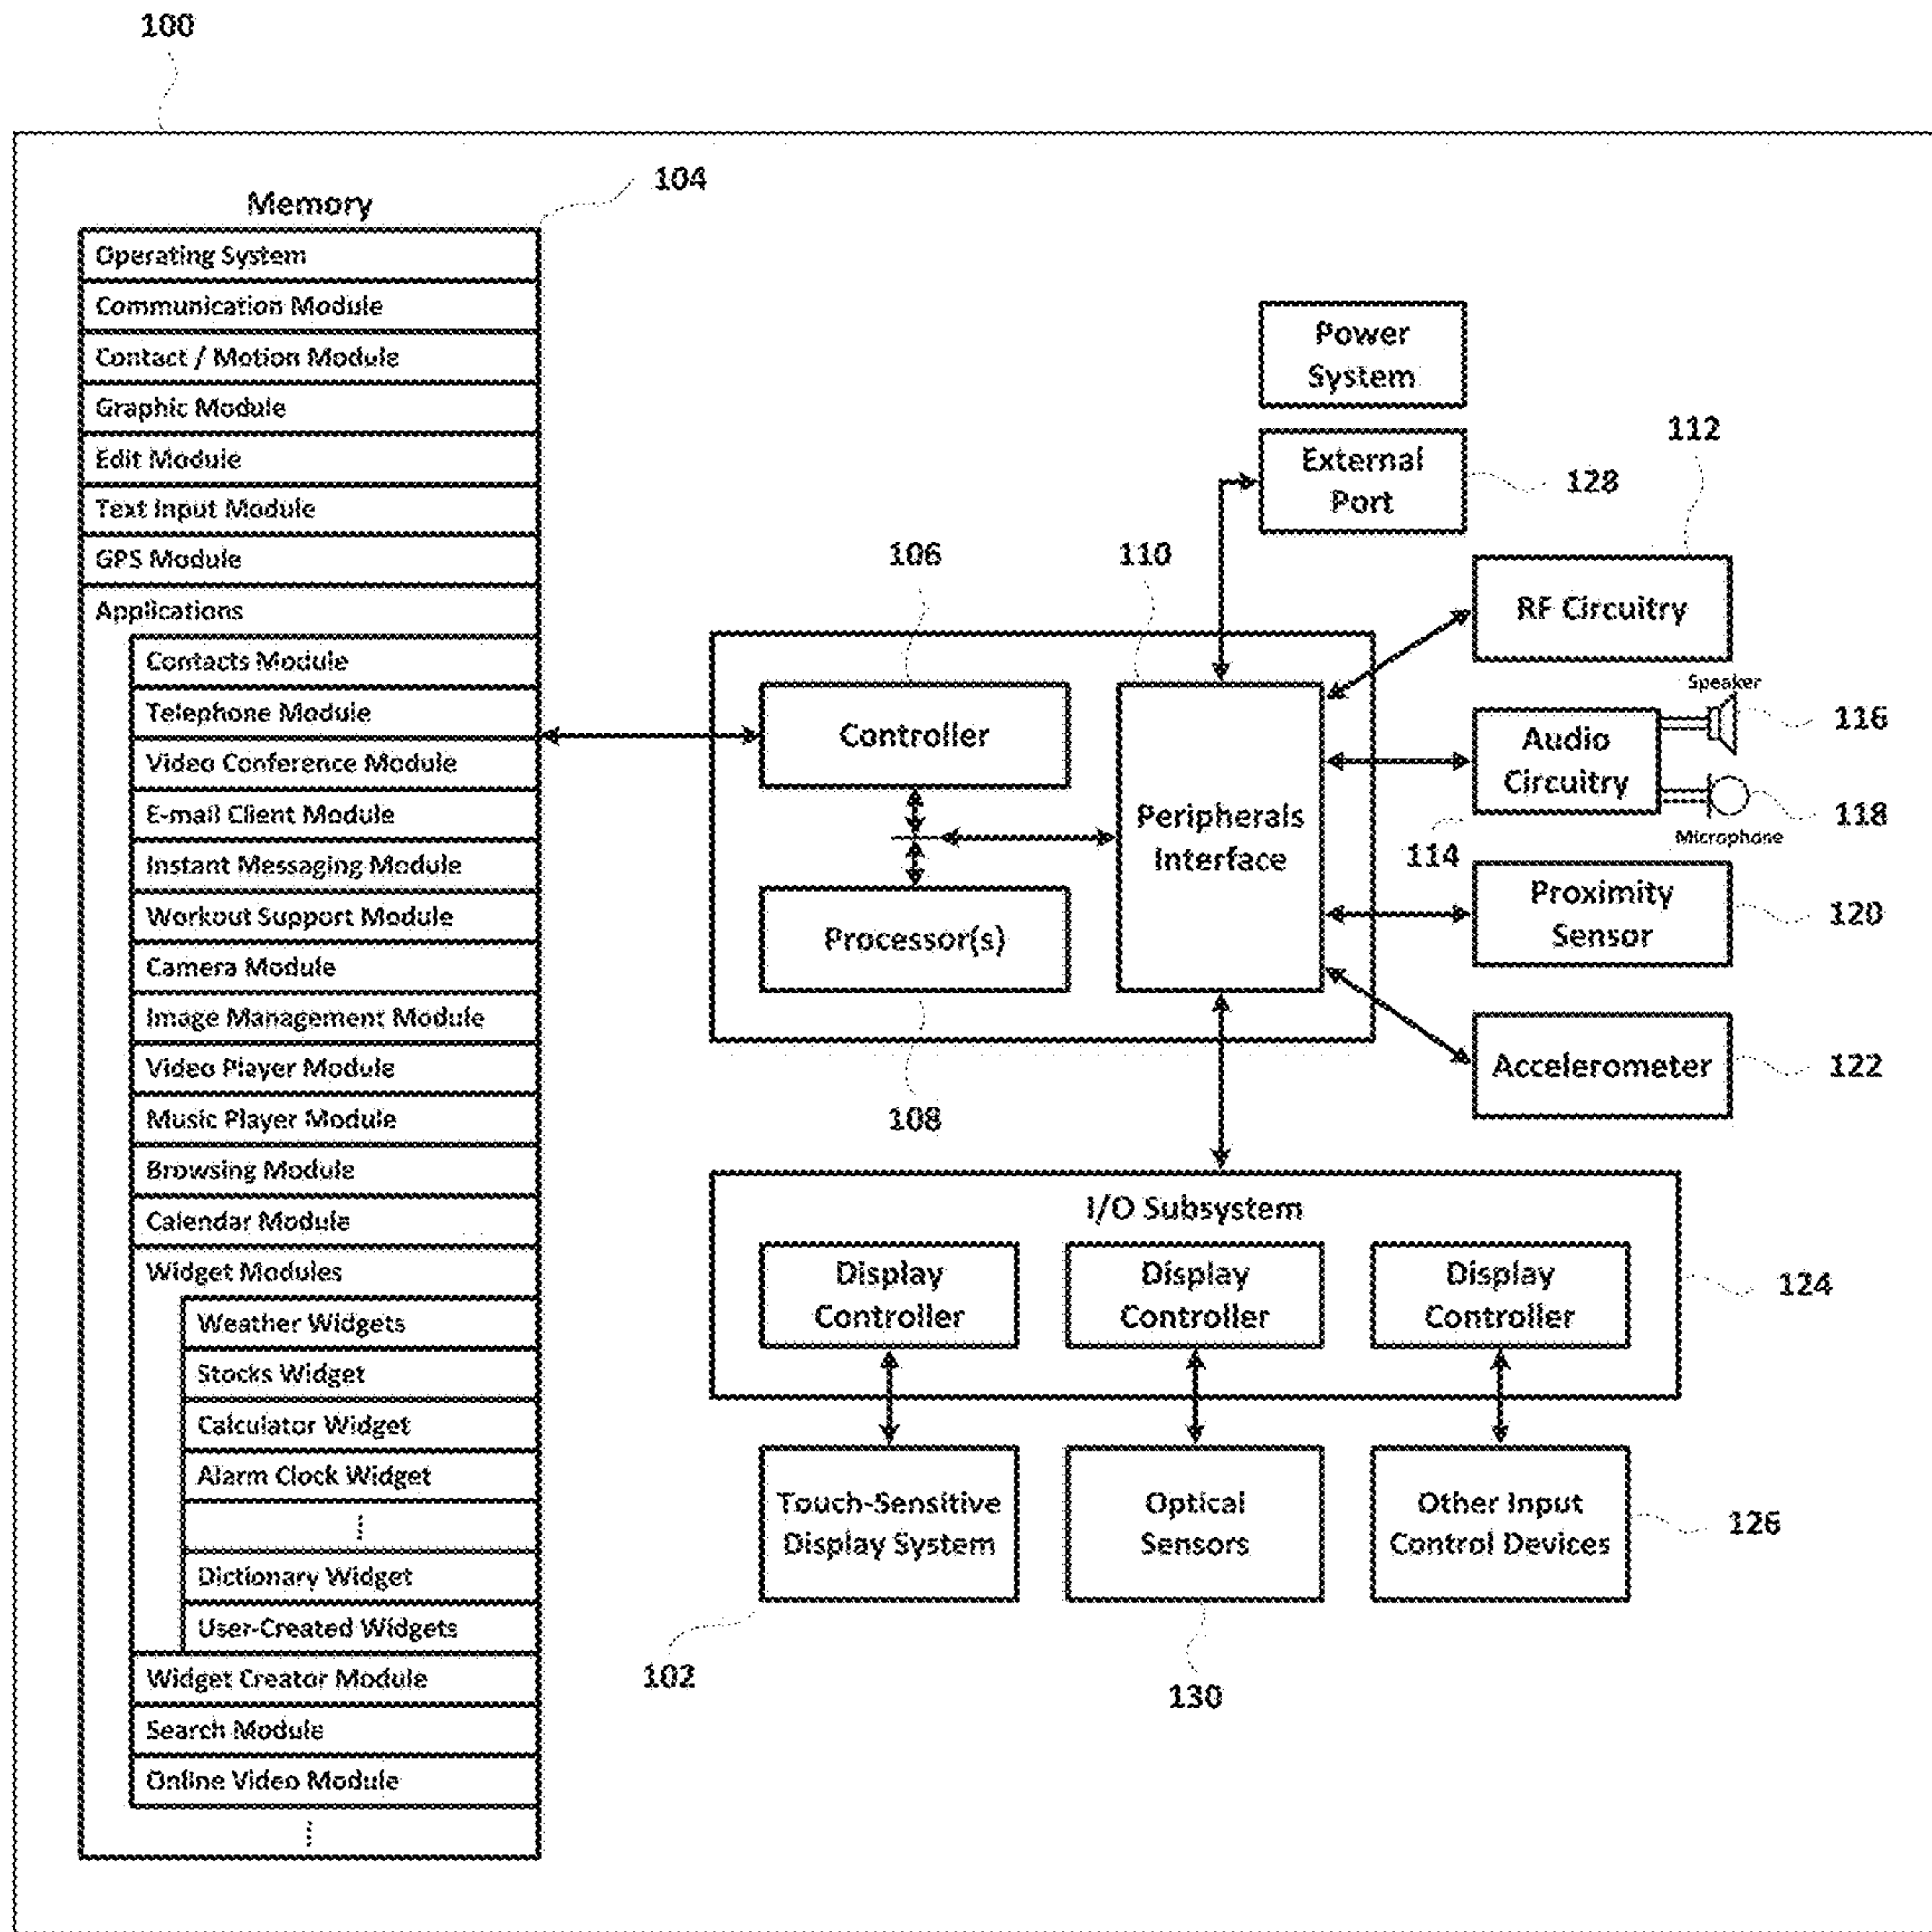 100
Memory
104
Operating System
Communication Module
Contact / Motion Module
Graphic Module
Edit Module
Text Input Module
GPS Module
Applications
Contacts Module
Telephone Module
Video Conference Module
E-mail Client Module
Instant Messaging Module
Workout Support Module
Camera Module
Image Management Module
Video Player Module
Music Player Module
Browsing Module
Calendar Module
Widget Modules
Weather Widgets
Stocks Widget
Calculator Widget
Alarm Clock Widget
Dictionary Widget
User-Created Widgets
Widget Creator Module
Search Module
Online Video Module
Power
System
External
Port
128
112
RF Circuitry
106
110
Controller
Processor(s)
108
Peripherals
Interface
Speaker
116
Audio
Circuitry
114
118
Microphone
Proximity
Sensor
120
Accelerometer
122
I/O Subsystem
Display
Controller
Display
Controller
Display
Controller
124
Touch-Sensitive
Display System
102
Optical
Sensors
130
Other Input
Control Devices
126